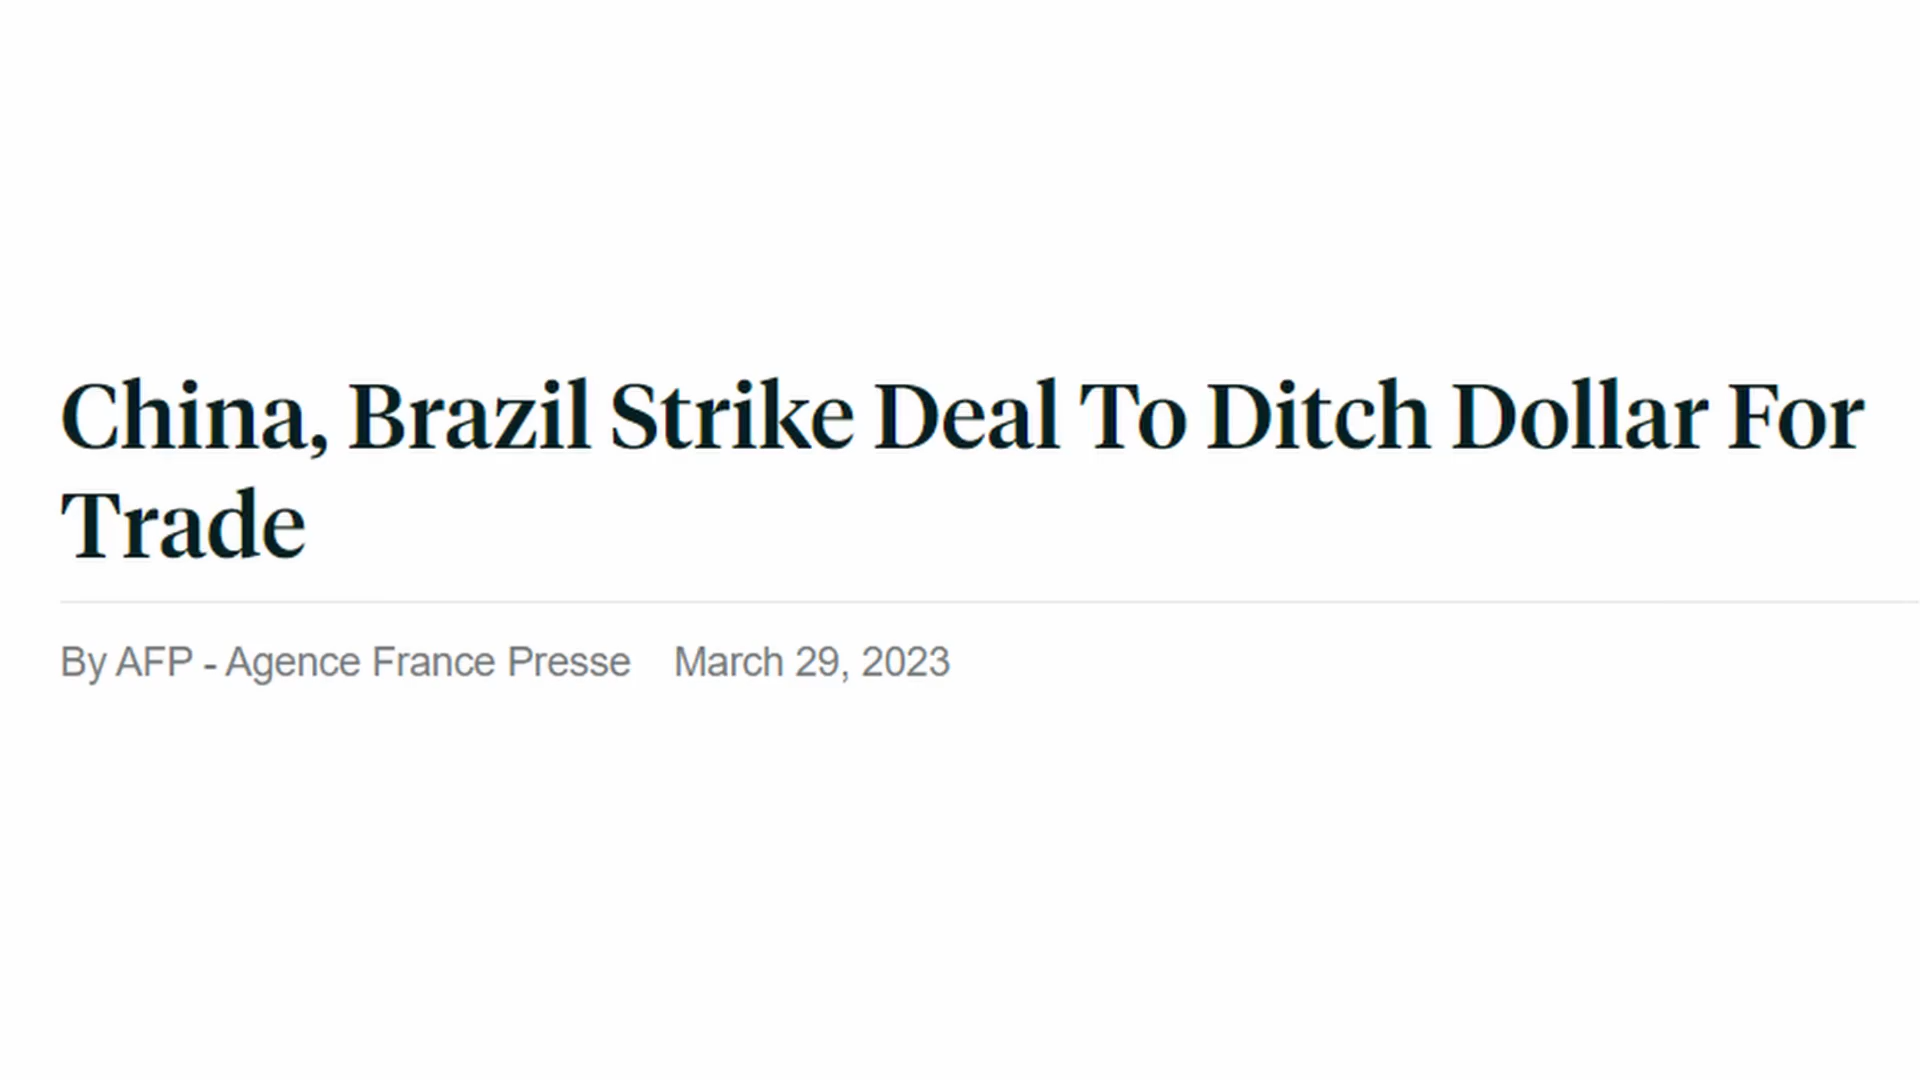 China, Brazil Strike Deal To Ditch Dollar For
Trade
By AFP - Agence France Presse March 29, 2023